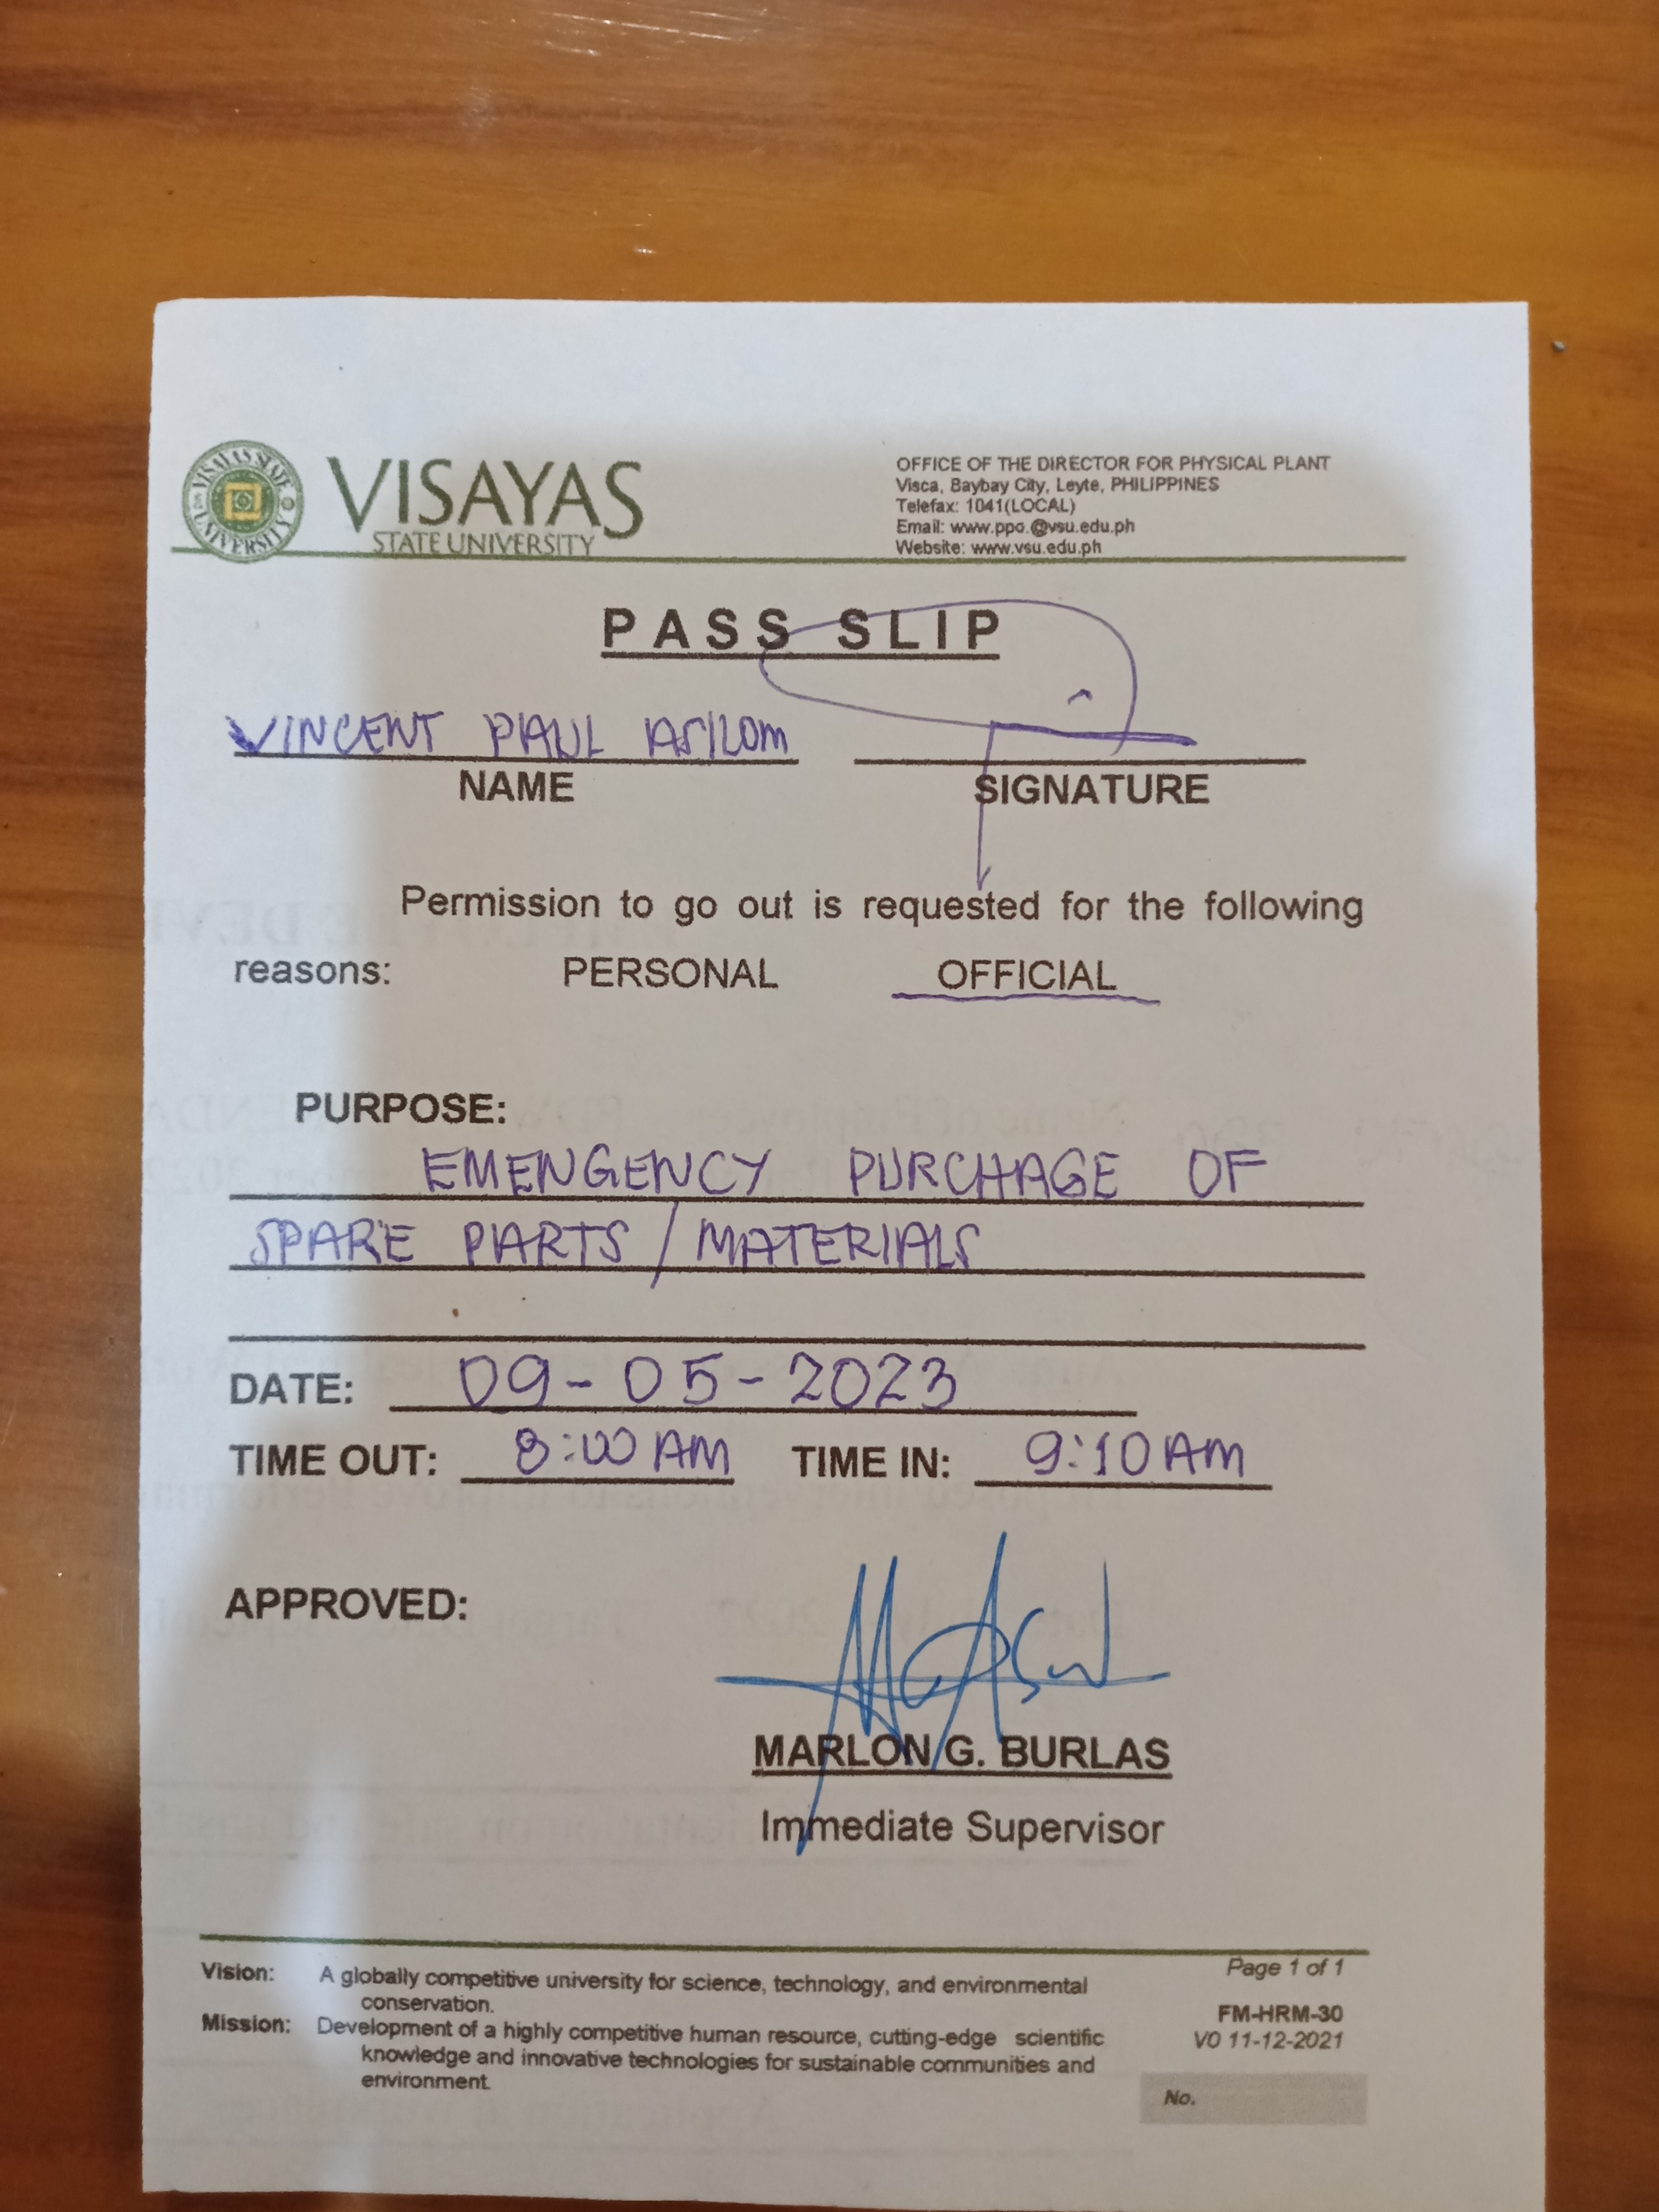 VISAYAS
STATE UNIVERSITY
VISAYAS STATE UNIVERSITY
OFFICE OF THE DIRECTOR FOR PHYSICAL PLANT
Visca, Baybay City, Leyte, PHILIPPINES
Telefax: 1041(LOCAL)
Email: www.ppo.@vsu.edu.ph
Website: www.vsu.edu.ph
PASS SLIP
VINCENT PAUL ASILOM
NAME SIGNATURE
Permission to go out is requested for the following
reasons: PERSONAL OFFICIAL
PURPOSE:
EMENGENCY PURCHAGE OF
SPARE PARTS / MATERIALS
DATE: 09-05-2023
TIME OUT: 8:00 AM TIME IN: 9:10 AM
APPROVED:
MARLON G. BURLAS
Immediate Supervisor
Vision: A globally competitive university for science, technology, and environmental
conservation.
Mission: Development of a highly competitive human resource, cutting-edge scientific
knowledge and innovative technologies for sustainable communities and
environment.
Page 1 of 1
FM-HRM-30
V0 11-12-2021
No.